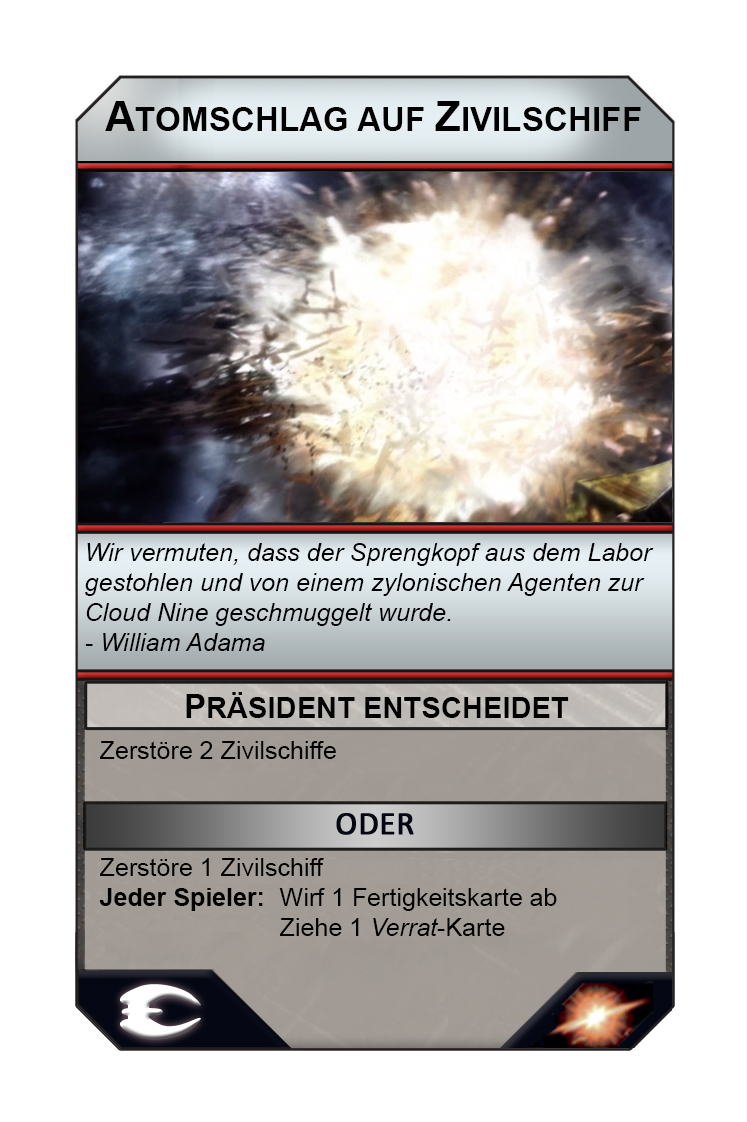 Atomschlag auf Zivilschiff
Wir vermuten, dass der Sprengkopf aus dem Labor
gestohlen und von einem zylonischen Agenten zur
Cloud Nine geschmuggelt wurde.
- William Adama
Präsident entscheidet
Zerstöre 2 Zivilschiffe
ODER
Zerstöre 1 Zivilschiff
Jeder Spieler: Wirf 1 Fertigkeitskarte ab
Ziehe 1 Verrat-Karte